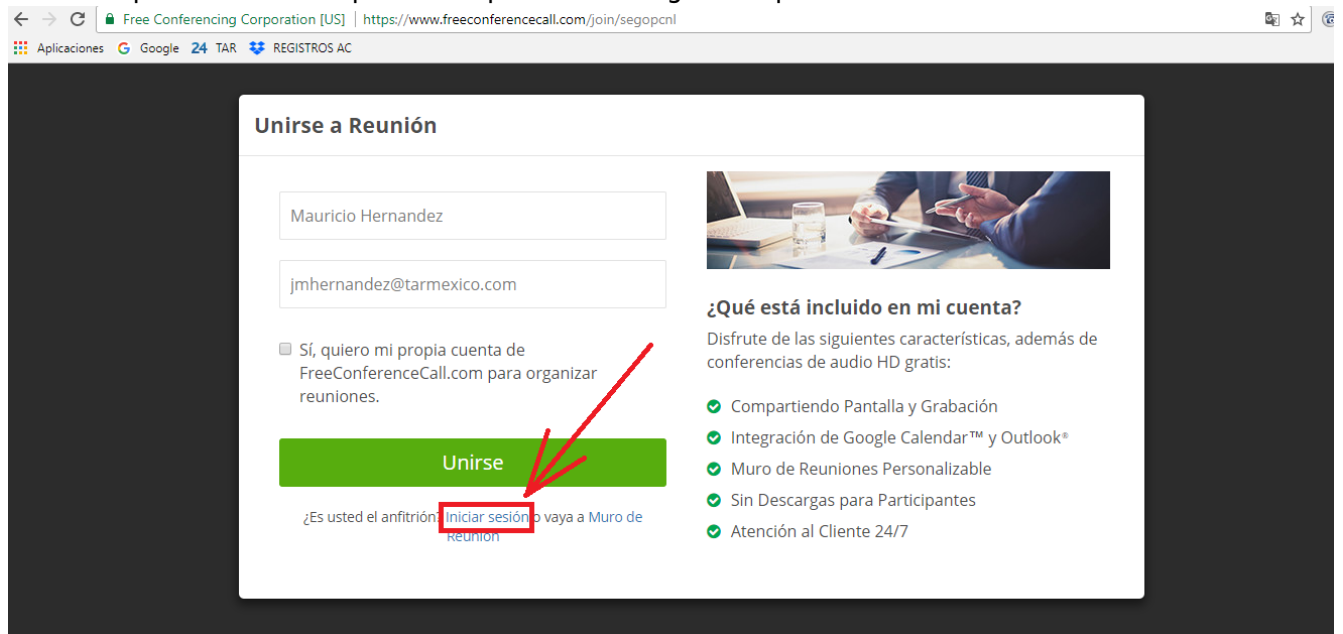 Free Conferencing Corporation [US] | https://www.freeconferencecall.com/join/segopcnl
Aplicaciones G Google 24 TAR REGISTROS AC
Unirse a Reunión
Mauricio Hernandez
jmhernandez@tarmexico.com
Sí, quiero mi propia cuenta de
FreeConferenceCall.com para organizar
reuniones.
Unirse
¿Es usted el anfitrión? Iniciar sesión o vaya a Muro de
Reunión
¿Qué está incluido en mi cuenta?
Disfrute de las siguientes características, además de
conferencias de audio HD gratis:
Compartiendo Pantalla y Grabación
Integración de Google Calendar™ y Outlook®
Muro de Reuniones Personalizable
Sin Descargas para Participantes
Atención al Cliente 24/7